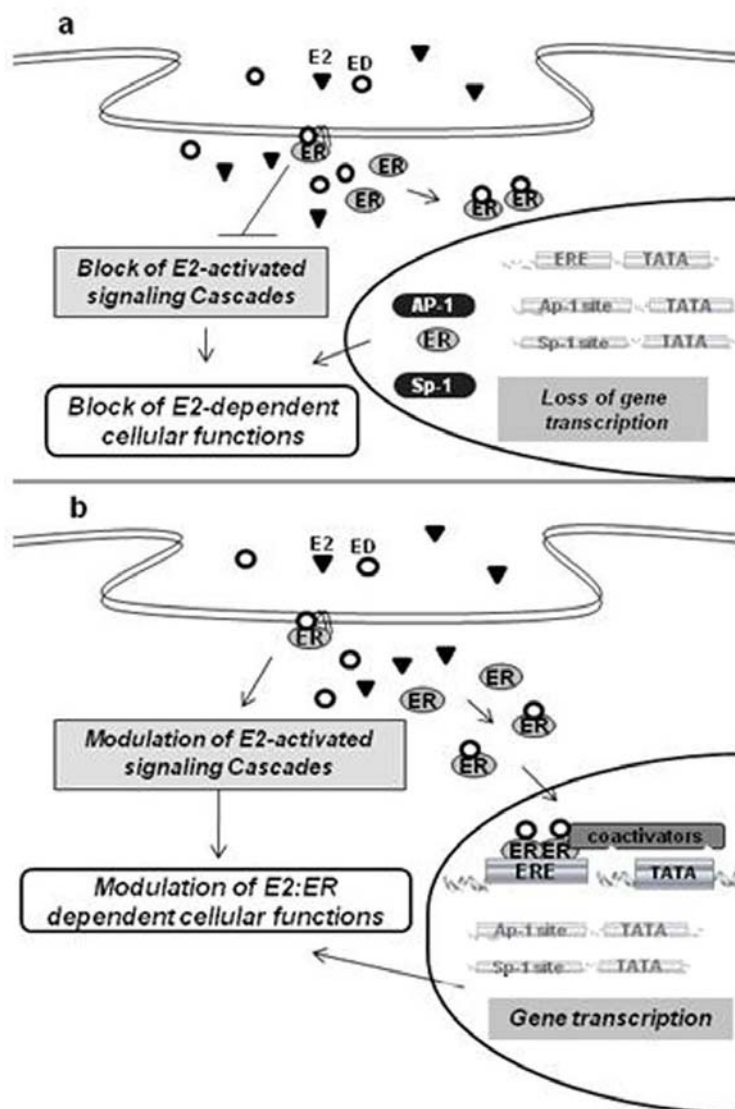 a
E2 ED
ER
ER
ER
ER ER
Block of E2-activated
signaling Cascades
ERE TATA
AP-1
Ap-1 site TATA
ER
Sp-1 site TATA
Sp-1
Block of E2-dependent
cellular functions
Loss of gene
transcription
b
E2 ED
ER
ER
ER
ER
ER
Modulation of E2-activated
signaling Cascades
coactivators
ER ER
ERE TATA
Modulation of E2:ER
dependent cellular functions
Ap-1 site TATA
Sp-1 site TATA
Gene transcription